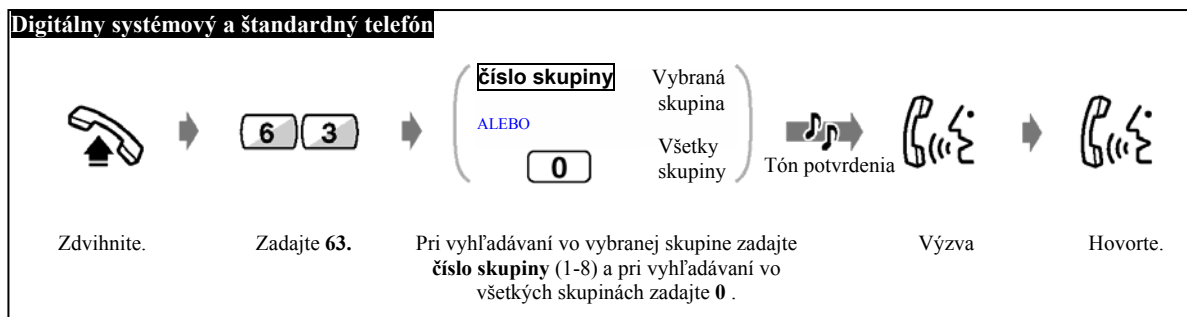 Digitálny systémový a štandardný telefón
číslo skupiny
Vybraná
skupina
6 3
ALEBO
0
Všetky
skupiny
Tón potvrdenia
Zdvihnite.
Zadajte 63.
Pri vyhľadávaní vo vybranej skupine zadajte
číslo skupiny (1-8) a pri vyhľadávaní vo
všetkých skupinách zadajte 0 .
Výzva
Hovorte.